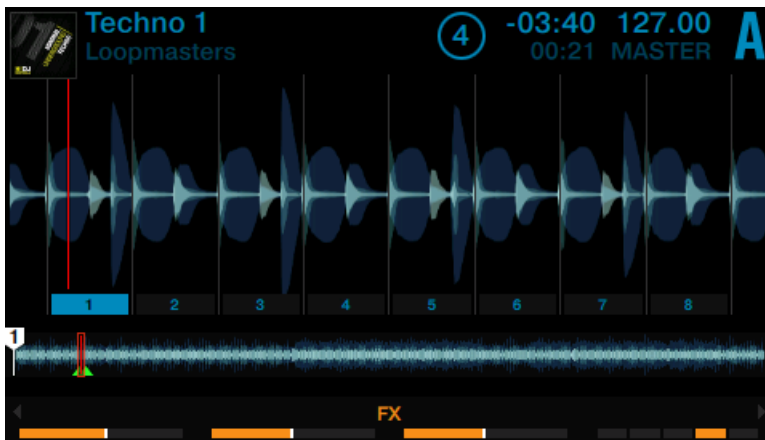 Techno 1
Loopmasters
4
-03:40 127.00
00:21 MASTER
A
1 2 3 4 5 6 7 8
1
FX